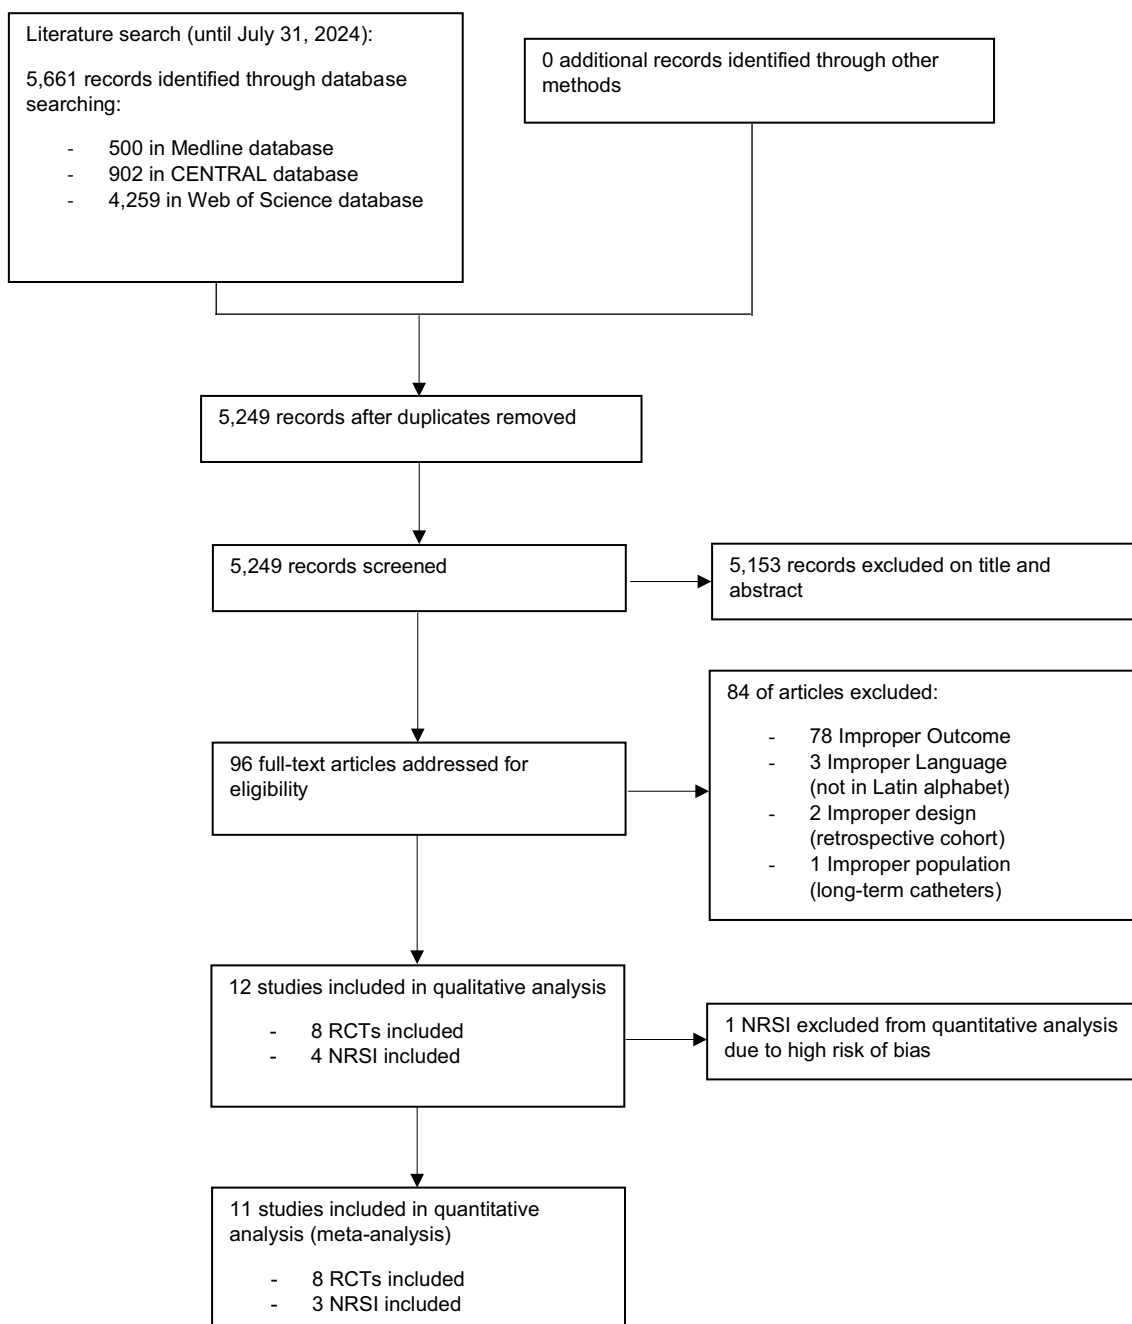 Literature search (until July 31, 2024):
5,661 records identified through database
searching:
- 500 in Medline database
- 902 in CENTRAL database
- 4,259 in Web of Science database
0 additional records identified through other
methods
5,249 records after duplicates removed
5,249 records screened
5,153 records excluded on title and
abstract
96 full-text articles addressed for
eligibility
84 of articles excluded:
- 78 Improper Outcome
- 3 Improper Language
(not in Latin alphabet)
- 2 Improper design
(retrospective cohort)
- 1 Improper population
(long-term catheters)
12 studies included in qualitative analysis
- 8 RCTs included
- 4 NRSI included
1 NRSI excluded from quantitative analysis
due to high risk of bias
11 studies included in quantitative
analysis (meta-analysis)
- 8 RCTs included
- 3 NRSI included